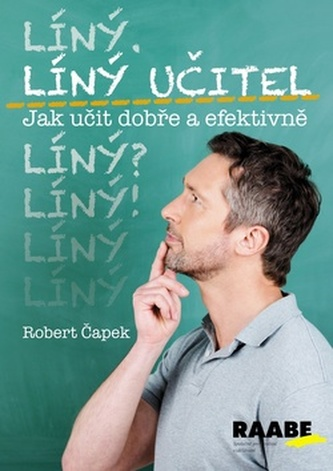 LÍNÝ.
LÍNÝ UČITEL
Jak učit dobře a efektivně
LÍNÝ?
LÍNÝ!
LÍNÝ
LÍNÝ
Robert Čapek
RAABE